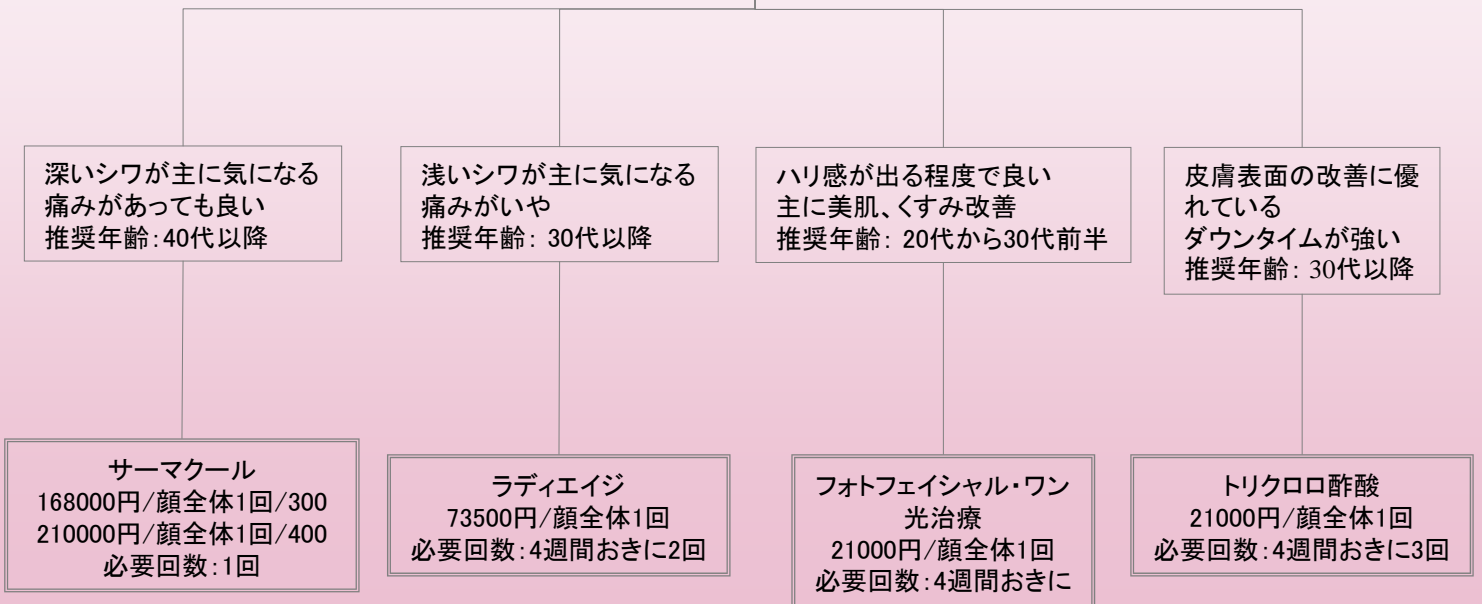 深いシワが主に気になる
痛みがあっても良い
推奨年齢:40代以降
浅いシワが主に気になる
痛みがいや
推奨年齢: 30代以降
ハリ感が出る程度で良い
主に美肌、くすみ改善
推奨年齢: 20代から30代前半
皮膚表面の改善に優
れている
ダウンタイムが強い
推奨年齢: 30代以降
サーマクール
168000円/顔全体1回/300
210000円/顔全体1回/400
必要回数:1回
ラディエイジ
73500円/顔全体1回
必要回数:4週間おきに2回
フォトフェイシャル・ワン
光治療
21000円/顔全体1回
必要回数:4週間おきに
トリクロロ酢酸
21000円/顔全体1回
必要回数:4週間おきに3回